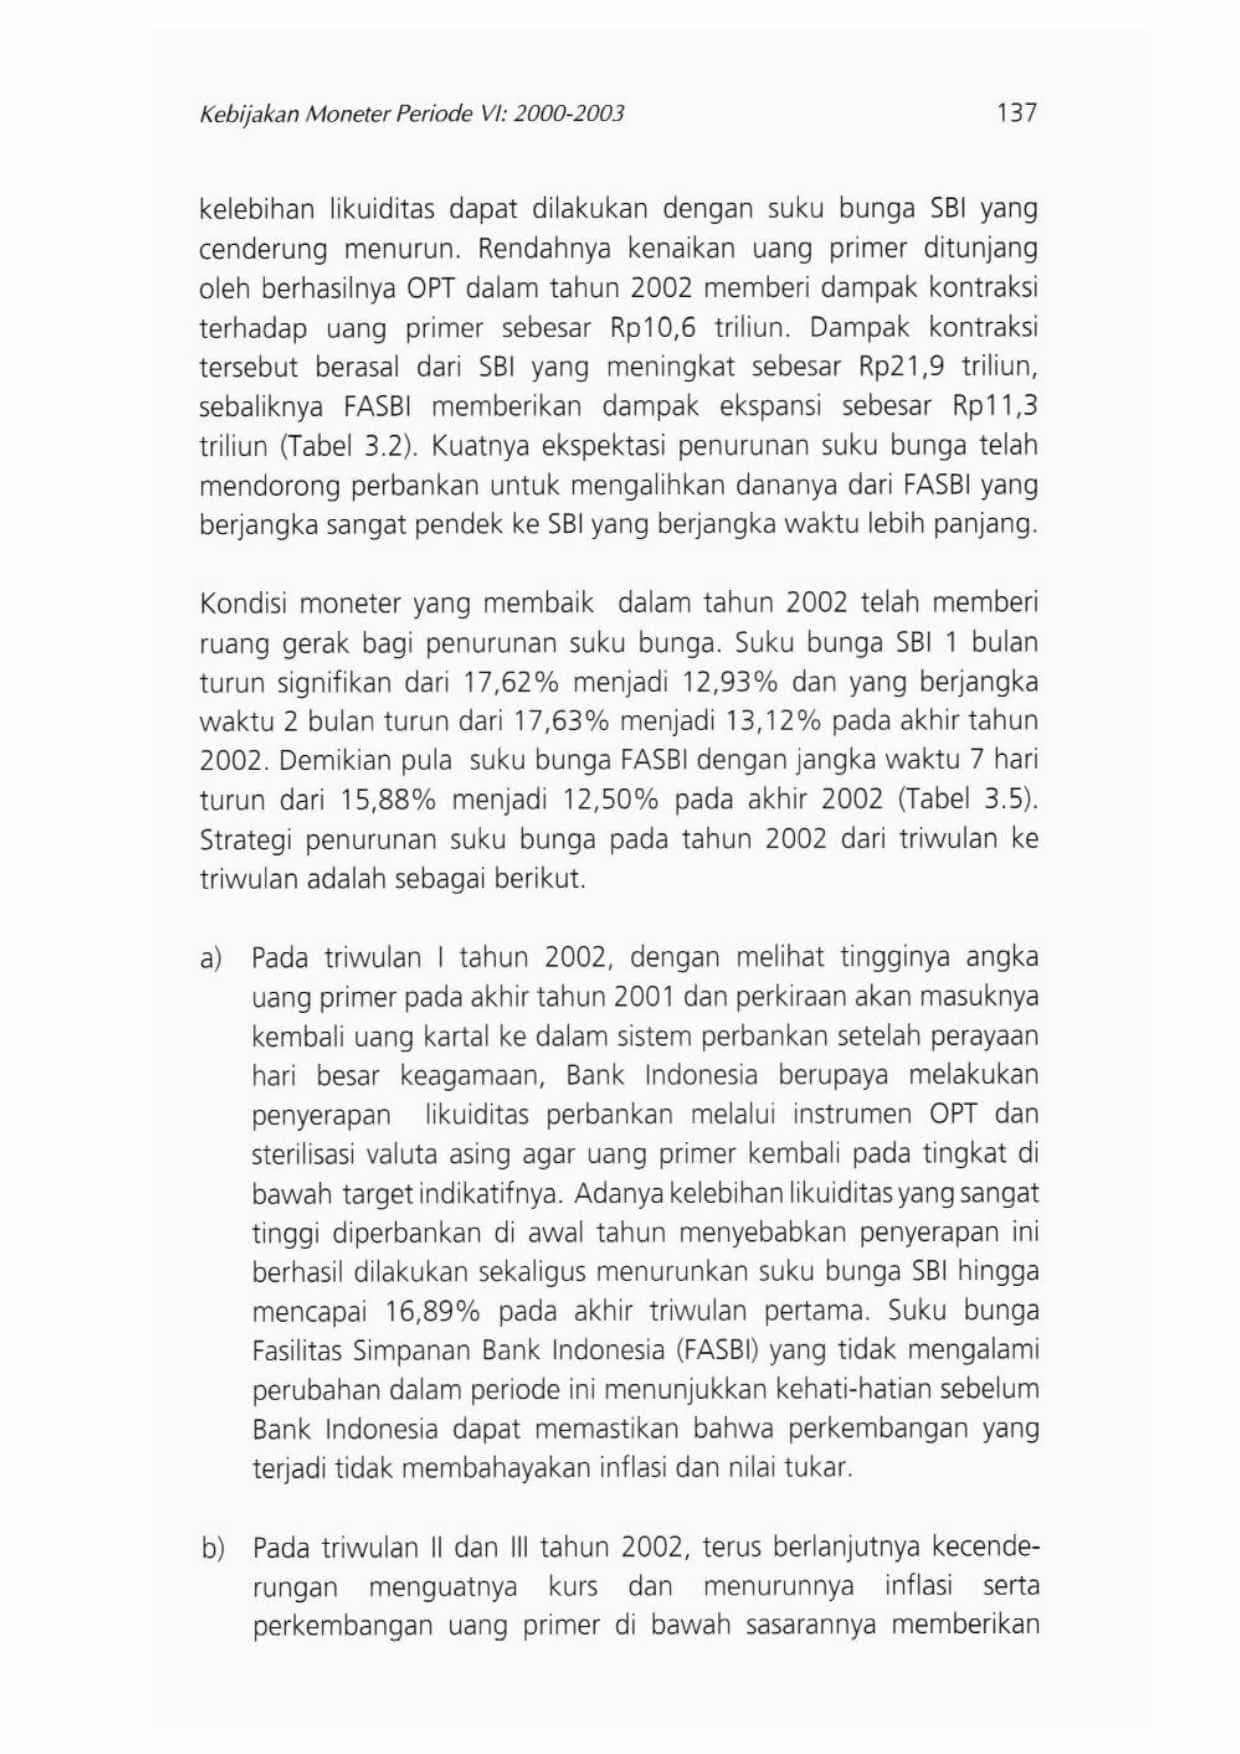 Kebijakan Moneter Periode VI: 2000-2003 137
kelebihan likuiditas dapat dilakukan dengan suku bunga SBI yang
cenderung menurun. Rendahnya kenaikan uang primer ditunjang
oleh berhasilnya OPT dalam tahun 2002 memberi dampak kontraksi
terhadap uang primer sebesar Rp10,6 triliun. Dampak kontraksi
tersebut berasal dari SBI yang meningkat sebesar Rp21,9 triliun,
sebaliknya FASBI memberikan dampak ekspansi sebesar Rp11,3
triliun (Tabel 3.2). Kuatnya ekspektasi penurunan suku bunga telah
mendorong perbankan untuk mengalihkan dananya dari FASBI yang
berjangka sangat pendek ke SBI yang berjangka waktu lebih panjang.
Kondisi moneter yang membaik dalam tahun 2002 telah memberi
ruang gerak bagi penurunan suku bunga. Suku bunga SBI 1 bulan
turun signifikan dari 17,62% menjadi 12,93% dan yang berjangka
waktu 2 bulan turun dari 17,63% menjadi 13,12% pada akhir tahun
2002. Demikian pula suku bunga FASBI dengan jangka waktu 7 hari
turun dari 15,88% menjadi 12,50% pada akhir 2002 (Tabel 3.5).
Strategi penurunan suku bunga pada tahun 2002 dari triwulan ke
triwulan adalah sebagai berikut.
a) Pada triwulan I tahun 2002, dengan melihat tingginya angka
uang primer pada akhir tahun 2001 dan perkiraan akan masuknya
kembali uang kartal ke dalam sistem perbankan setelah perayaan
hari besar keagamaan, Bank Indonesia berupaya melakukan
penyerapan likuiditas perbankan melalui instrumen OPT dan
sterilisasi valuta asing agar uang primer kembali pada tingkat di
bawah target indikatifnya. Adanya kelebihan likuiditas yang sangat
tinggi diperbankan di awal tahun menyebabkan penyerapan ini
berhasil dilakukan sekaligus menurunkan suku bunga SBI hingga
mencapai 16,89% pada akhir triwulan pertama. Suku bunga
Fasilitas Simpanan Bank Indonesia (FASBI) yang tidak mengalami
perubahan dalam periode ini menunjukkan kehati-hatian sebelum
Bank Indonesia dapat memastikan bahwa perkembangan yang
terjadi tidak membahayakan inflasi dan nilai tukar.
b) Pada triwulan II dan III tahun 2002, terus berlanjutnya kecende-
rungan menguatnya kurs dan menurunnya inflasi serta
perkembangan uang primer di bawah sasarannya memberikan